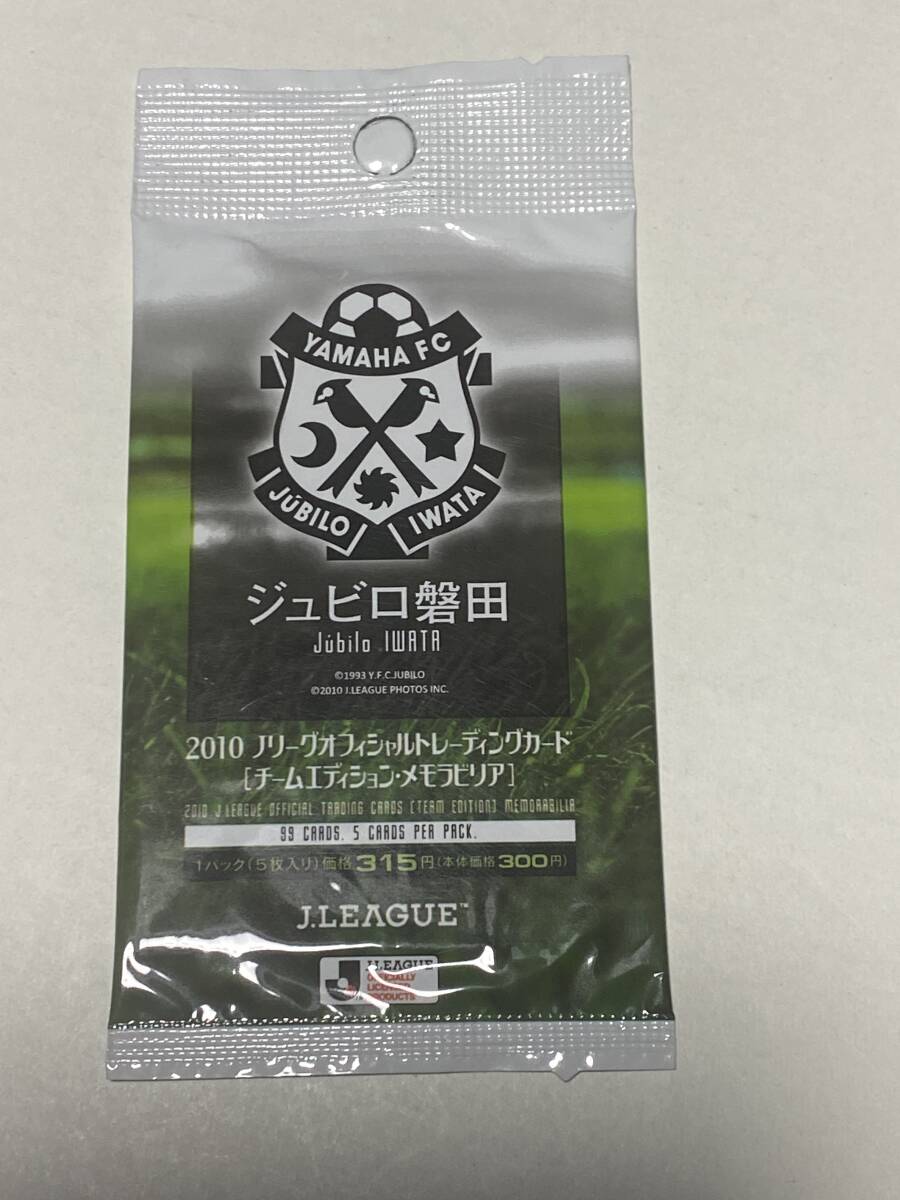 YAMAHA FC
JÚBILO IWATA
ジュビロ磐田
Júbilo IWATA
©1993 Y.F.C.JUBILO
©2010 J.LEAGUE PHOTOS INC.
2010 Jリーグオフィシャルトレーディングカード
[チームエディション・メモラビリア]
2010 J.LEAGUE OFFICIAL TRADING CARDS [TEAM EDITION] MEMORABILIA
99 CARDS. 5 CARDS PER PACK.
1パック(5枚入り)価格315円(本体価格300円)
J.LEAGUE™
J.LEAGUE
OFFICIALLY
LICENSED
PRODUCTS